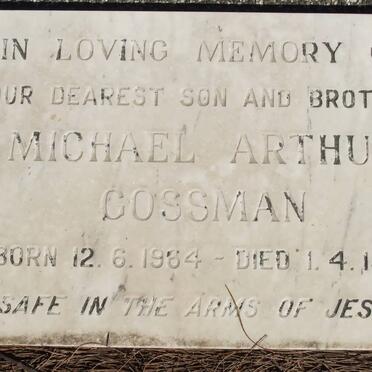 IN LOVING MEMORY O
OUR DEAREST SON AND BROT
MICHAEL ARTHU
GOSSMAN
BORN 12.6.1964 - DIED 1.4.1
SAFE IN THE ARMS OF JES